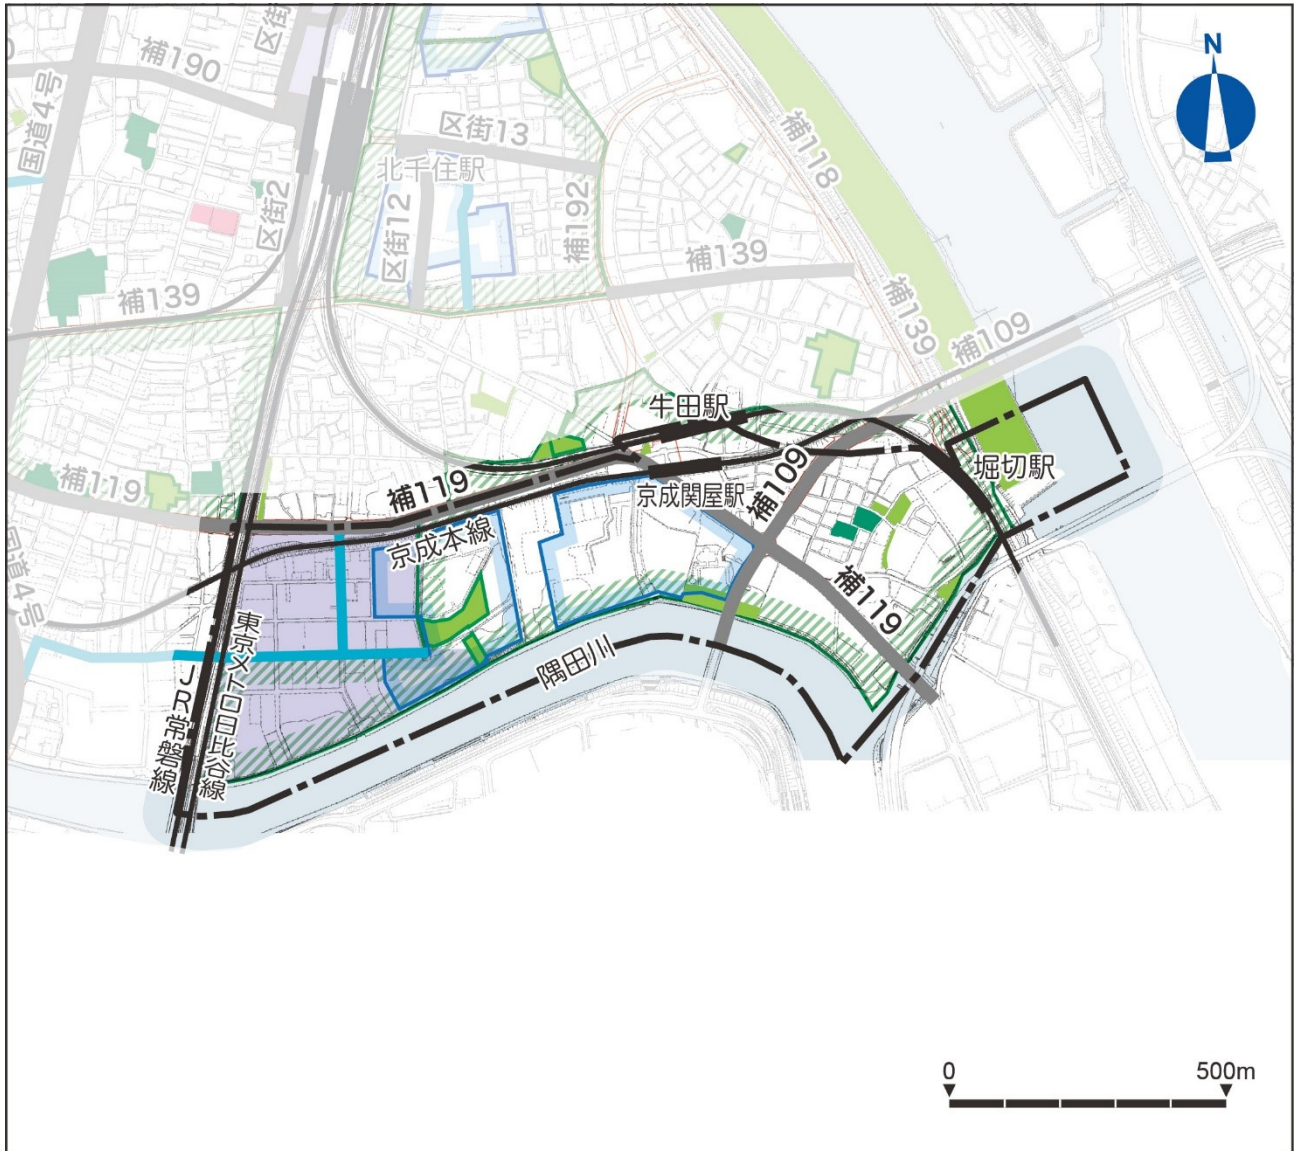 N
区街
補190
国道4号
区街13
北千住駅
補118
区街2
区街12
補192
補139
補139
補139
補109
牛田駅
補119
補119
京成関屋駅
補109
堀切駅
京成本線
国道4号
補119
東京メトロ日比谷線
JR常磐線
隅田川
0
500m